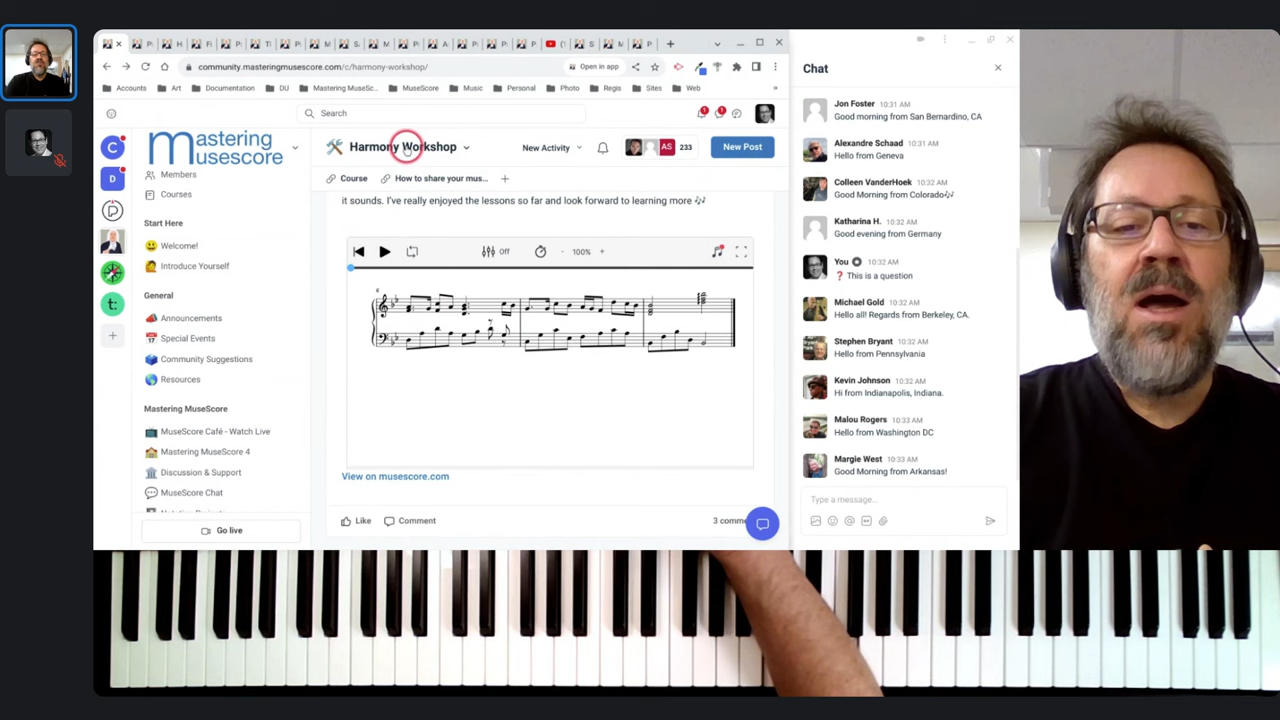 community.masteringmusescore.com/c/harmony-workshop/
Open in app
Accounts
Art
Documentation
DU
Mastering MuseSc...
MuseScore
Music
Personal
Photo
Regis
Sites
Web
Search
mastering
musescore
Members
Courses
Start Here
Welcome!
Introduce Yourself
General
Announcements
Special Events
Community Suggestions
Resources
Mastering MuseScore
MuseScore Café - Watch Live
Mastering MuseScore 4
Discussion & Support
MuseScore Chat
Go live
C
D
t:
Harmony Workshop
New Activity
AS
233
New Post
Course
How to share your mus...
it sounds. I've really enjoyed the lessons so far and look forward to learning more 🎶
Off
- 100% +
View on musescore.com
Like
Comment
3 comme
Chat
Jon Foster 10:31 AM
Good morning from San Bernardino, CA
Alexandre Schaad 10:31 AM
Hello from Geneva
Colleen VanderHoek 10:32 AM
Good Morning from Colorado🎶
Katharina H. 10:32 AM
Good evening from Germany
You 10:32 AM
❓ This is a question
Michael Gold 10:32 AM
Hello all! Regards from Berkeley, CA.
Stephen Bryant 10:32 AM
Hello from Pennsylvania
Kevin Johnson 10:32 AM
Hi from Indianapolis, Indiana.
Malou Rogers 10:33 AM
Hello from Washington DC
Margie West 10:33 AM
Good Morning from Arkansas!
Type a message...